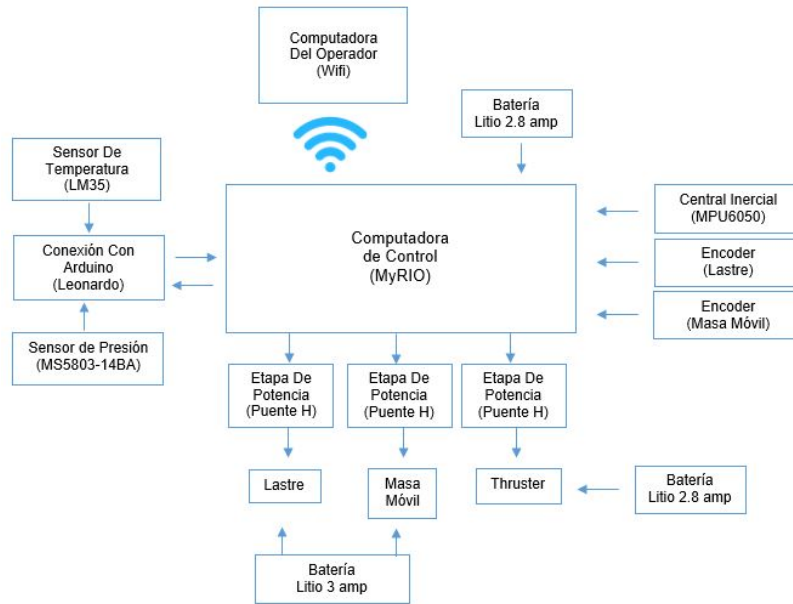 Computadora
Del Operador
(Wifi)
Batería
Litio 2.8 amp
Sensor De
Temperatura
(LM35)
Conexión Con
Arduino
(Leonardo)
Sensor de Presión
(MS5803-14BA)
Computadora
de Control
(MyRIO)
Central Inercial
(MPU6050)
Encoder
(Lastre)
Encoder
(Masa Móvil)
Etapa De
Potencia
(Puente H)
Etapa De
Potencia
(Puente H)
Etapa De
Potencia
(Puente H)
Lastre
Masa
Móvil
Thruster
Batería
Litio 2.8 amp
Batería
Litio 3 amp